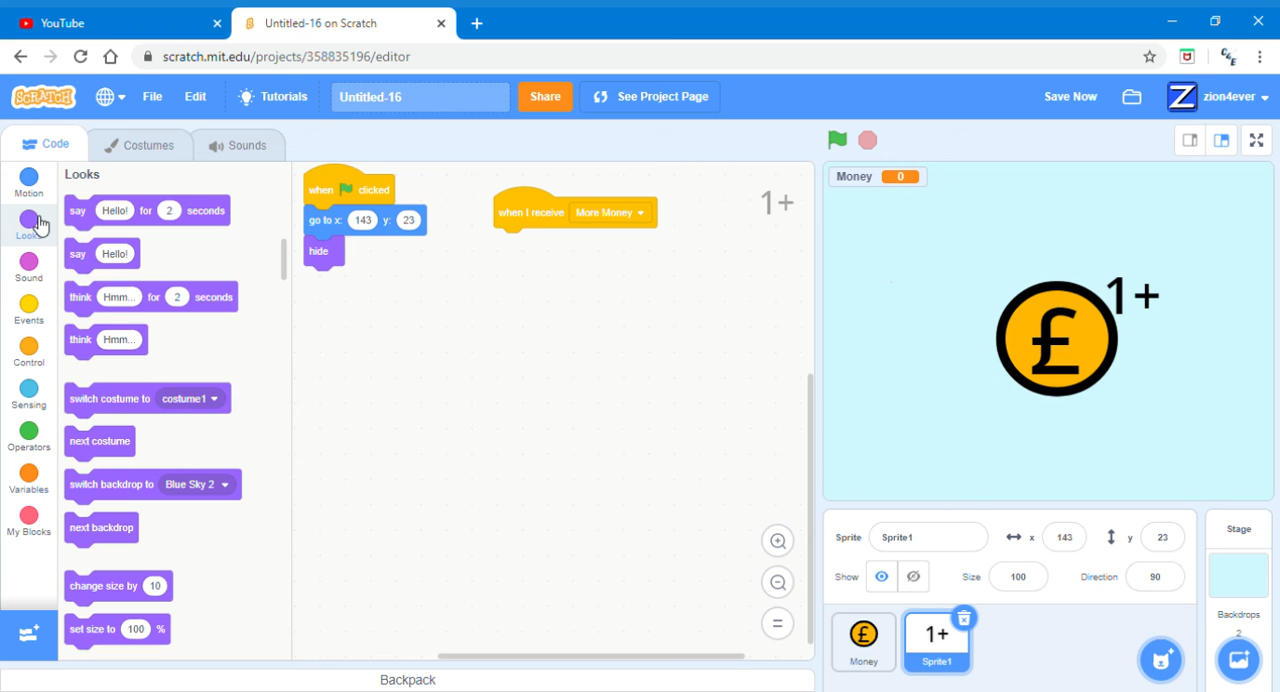 YouTube
Untitled-16 on Scratch
scratch.mit.edu/projects/358835196/editor
SCRATCH File Edit Tutorials Untitled-16 Share See Project Page Save Now zion4ever
Code Costumes Sounds
Motion
Looks
Sound
Events
Control
Sensing
Operators
Variables
My Blocks
Looks
say Hello! for 2 seconds
say Hello!
think Hmm... for 2 seconds
think Hmm...
switch costume to costume1
next costume
switch backdrop to Blue Sky 2
next backdrop
change size by 10
set size to 100 %
when clicked
go to x: 143 y: 23
hide
when I receive More Money
1+
Money 0
£
1+
Sprite Sprite1 x 143 y 23
Show Size 100 Direction 90
£
Money
1+
Sprite1
Stage
Backdrops
2
Backpack